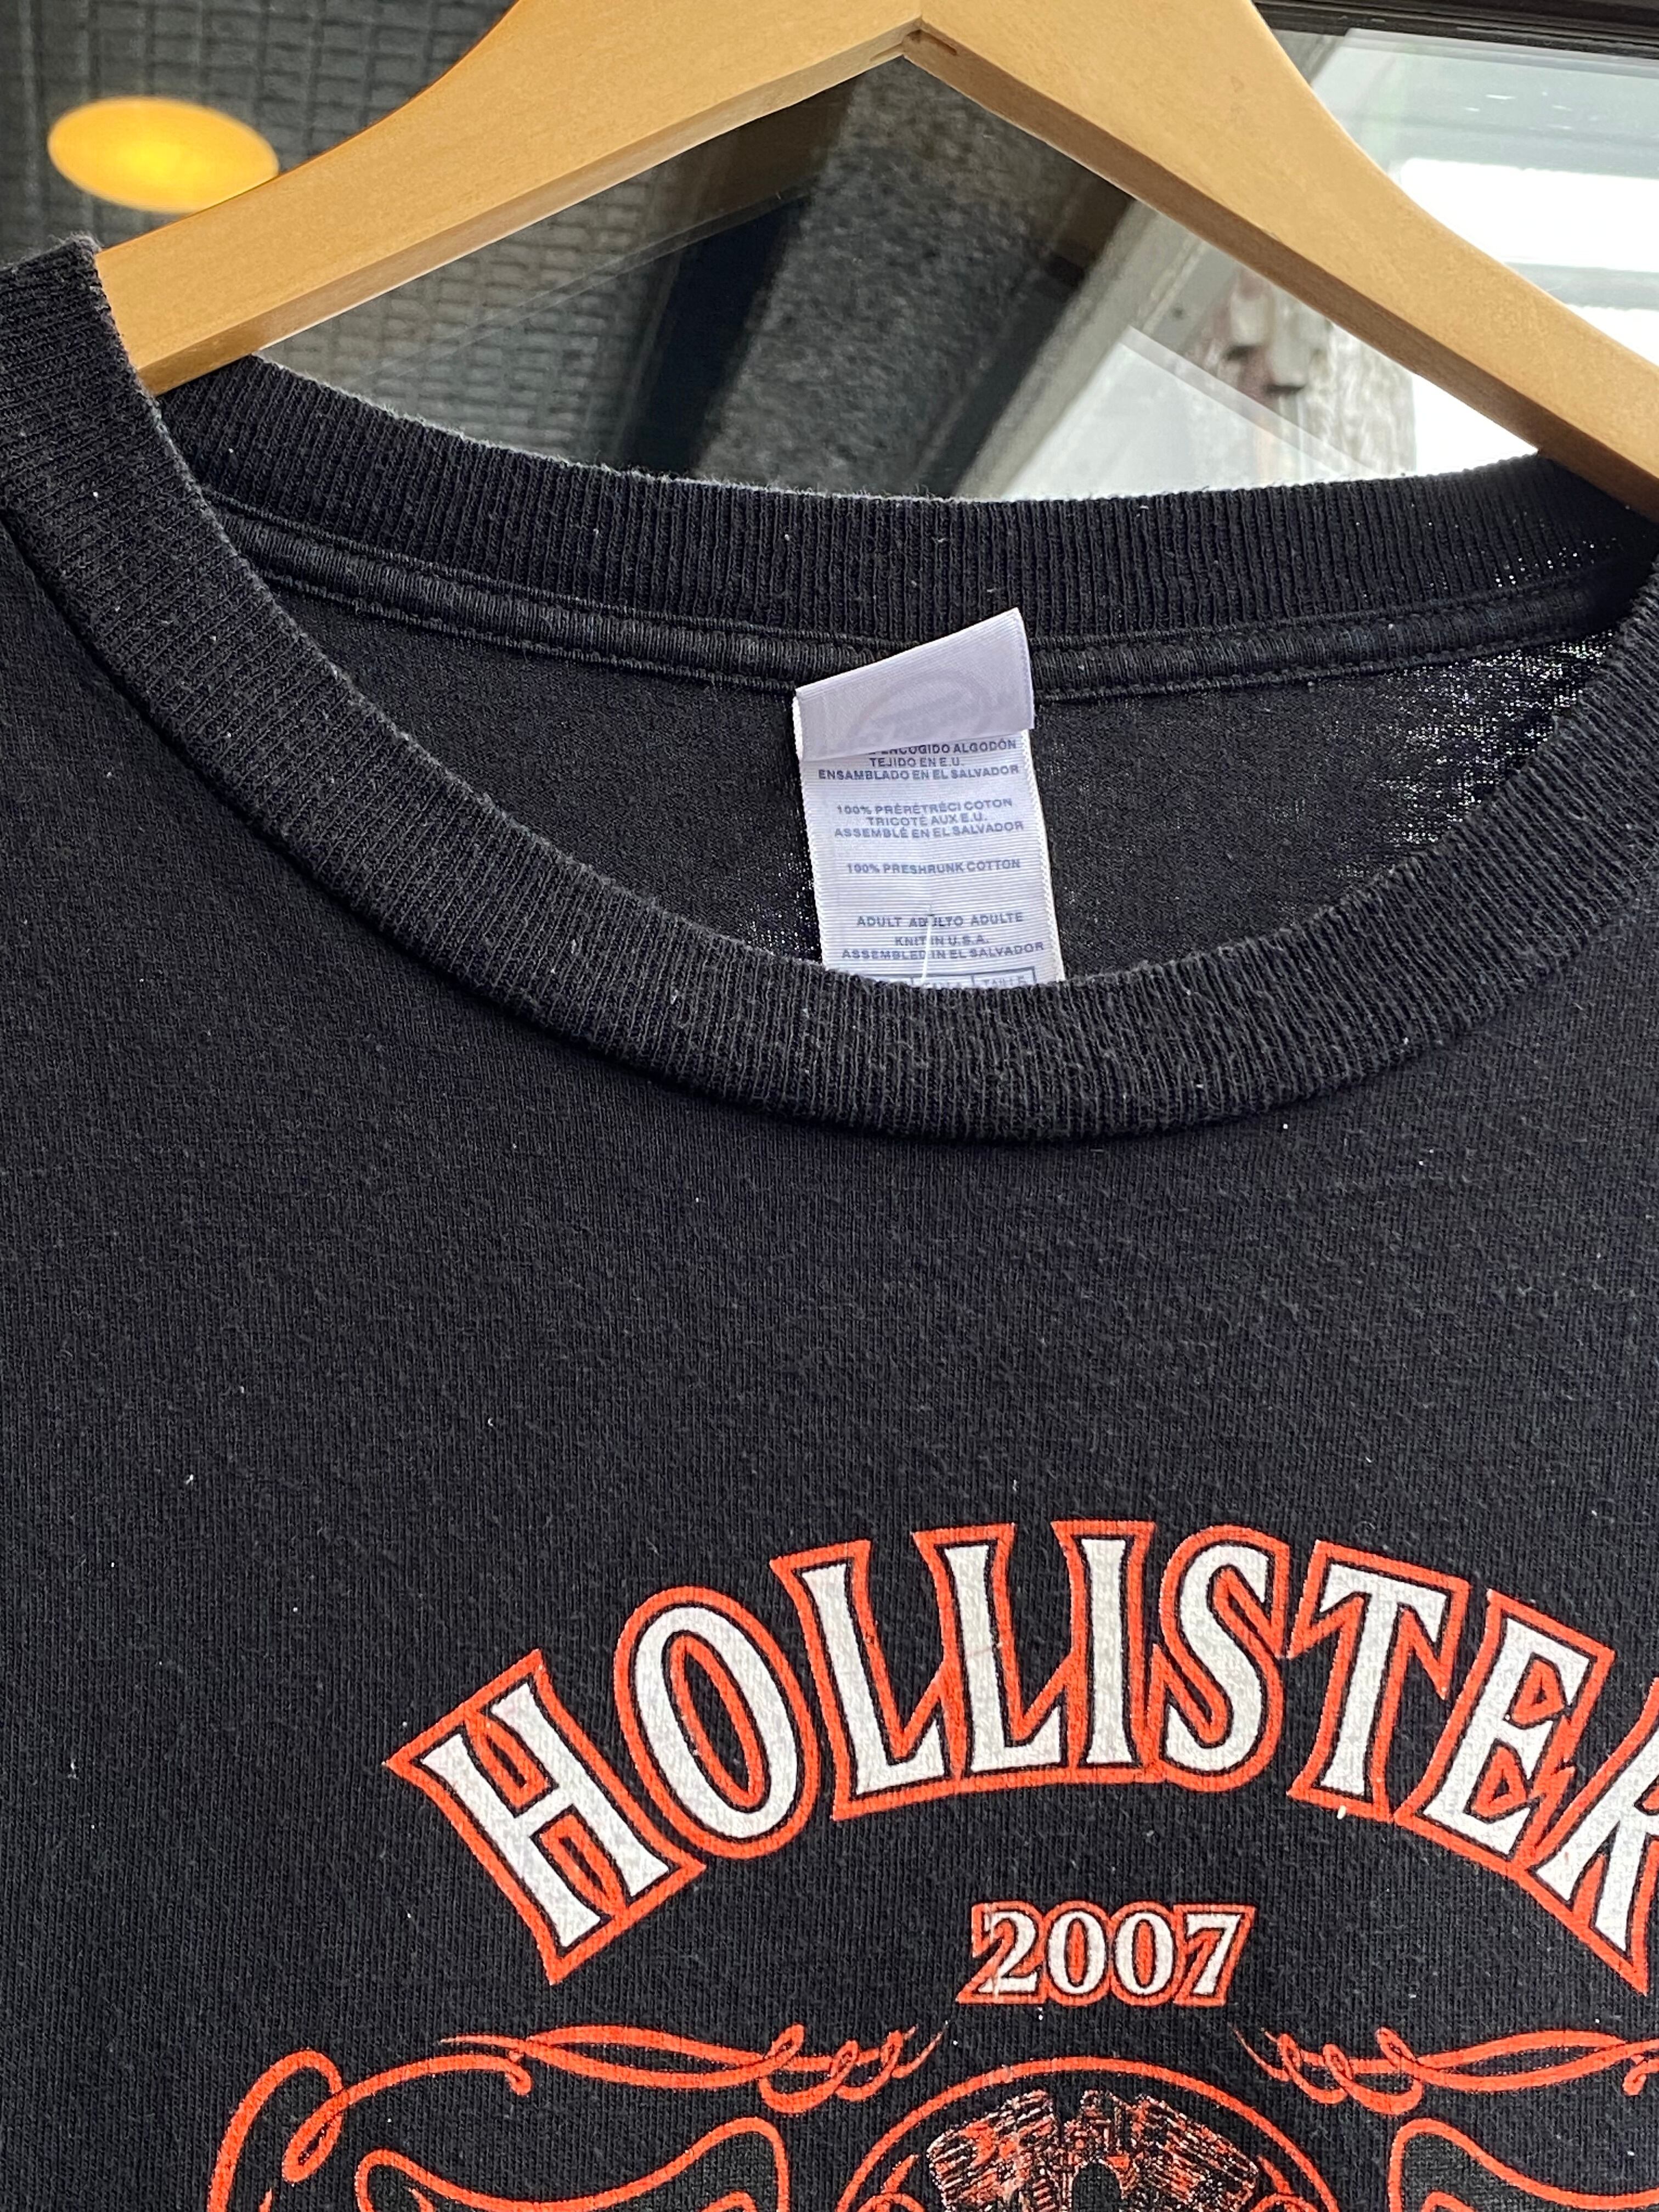 ENCOGIDO ALGODÓN
TEJIDO EN E.U.
ENSAMBLADO EN EL SALVADOR
100% PRÉRÉTRÉCI COTON
TRICOTÉ AUX E.U.
ASSEMBLÉ EN EL SALVADOR
100% PRESHRUNK COTTON
ADULT ADULTO ADULTE
KNIT IN U.S.A.
ASSEMBLED IN EL SALVADOR
TAILLE
HOLLISTER
2007